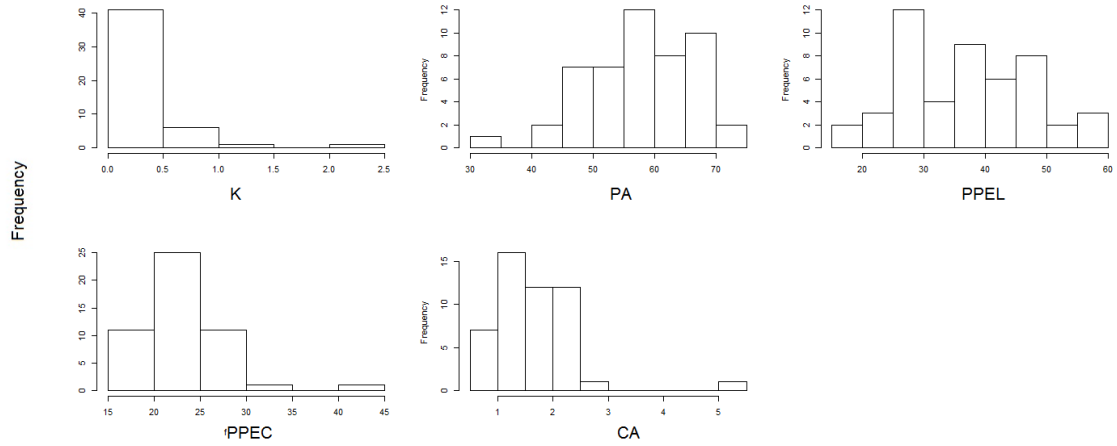 Frequency
0 10 20 30 40
0.0 0.5 1.0 1.5 2.0 2.5
K
Frequency
0 2 4 6 8 10 12
30 40 50 60 70
PA
Frequency
0 2 4 6 8 10 12
20 30 40 50 60
PPEL
0 5 10 15 20 25
15 20 25 30 35 40 45
PPEC
Frequency
0 5 10 15
1 2 3 4 5
CA